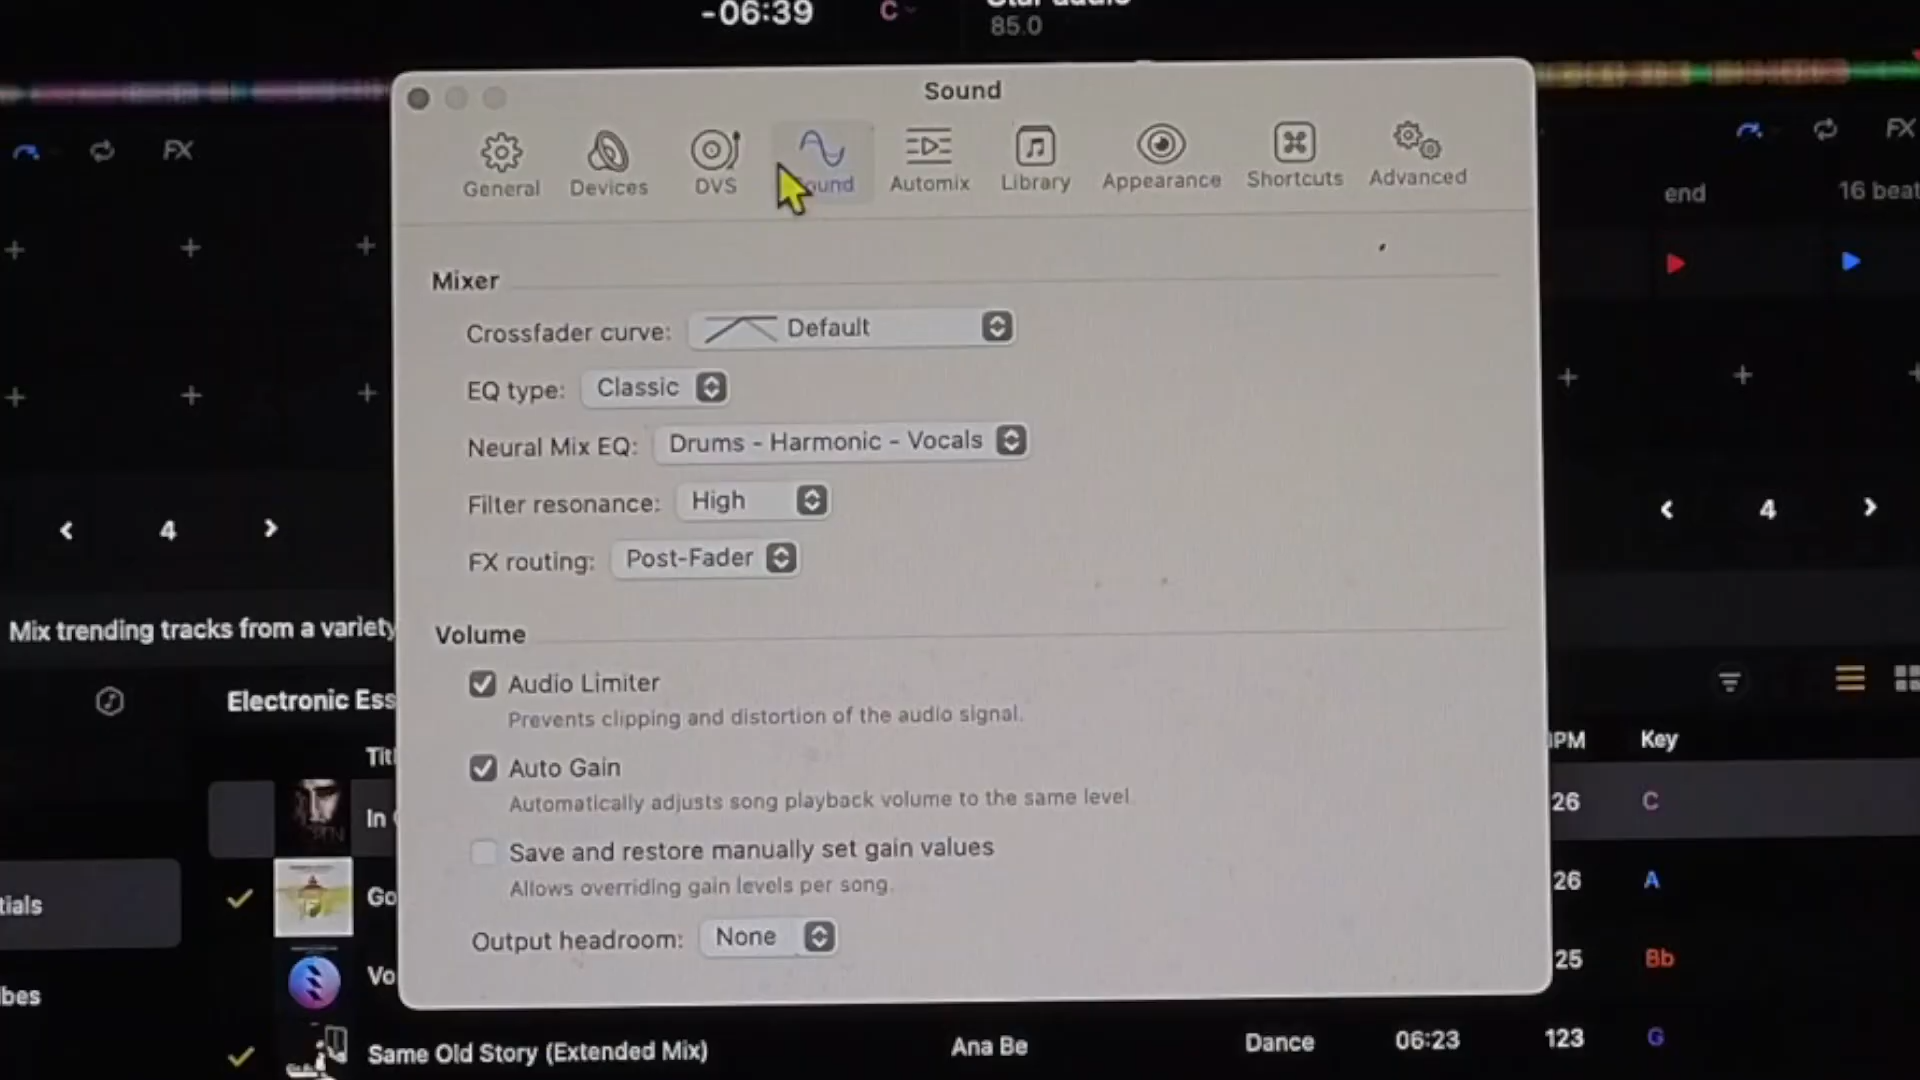 -06:39
C
85.0
Sound
FX
General
Devices
DVS
Automix
Library
Appearance
Shortcuts
Advanced
FX
end
16 beat
Mixer
Crossfader curve: Default
EQ type: Classic
Neural Mix EQ: Drums - Harmonic - Vocals
Filter resonance: High
FX routing: Post-Fader
4
4
Mix trending tracks from a variety
Volume
Audio Limiter
Prevents clipping and distortion of the audio signal.
Auto Gain
Automatically adjusts song playback volume to the same level
Save and restore manually set gain values
Allows overriding gain levels per song.
Output headroom: None
Electronic Ess
Titl
Key
In
26
C
Go
26
A
Vo
25
Bb
Same Old Story (Extended Mix)
Ana Be
Dance
06:23
123
G